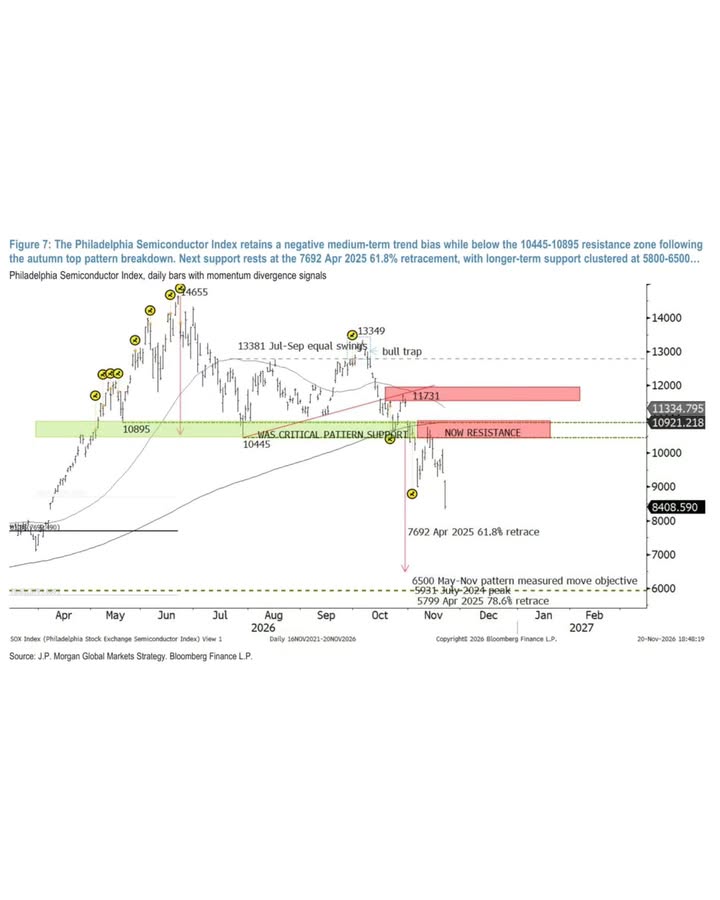 Figure 7: The Philadelphia Semiconductor Index retains a negative medium-term trend bias while below the 10445-10895 resistance zone following
the autumn top pattern breakdown. Next support rests at the 7692 Apr 2025 61.8% retracement, with longer-term support clustered at 5800-6500…
Philadelphia Semiconductor Index, daily bars with momentum divergence signals
14655
14000
13349
13381 Jul-Sep equal swings
bull trap
13000
12000
11731
11334.795
10921.218
10895
WAS CRITICAL PATTERN SUPPORT
NOW RESISTANCE
10445
10000
9000
8408.590
8000
7692 Apr 2025 61.8% retrace
7000
6500 May-Nov pattern measured move objective
5931 July 2024 peak
6000
5799 Apr 2025 78.6% retrace
Apr May Jun Jul Aug Sep Oct Nov Dec Jan Feb
2026 2027
SOX Index (Philadelphia Stock Exchange Semiconductor Index) View 1 Daily 16NOV2021-20NOV2026 Copyright© 2026 Bloomberg Finance L.P. 20-Nov-2026 18:48:19
Source: J.P. Morgan Global Markets Strategy. Bloomberg Finance L.P.